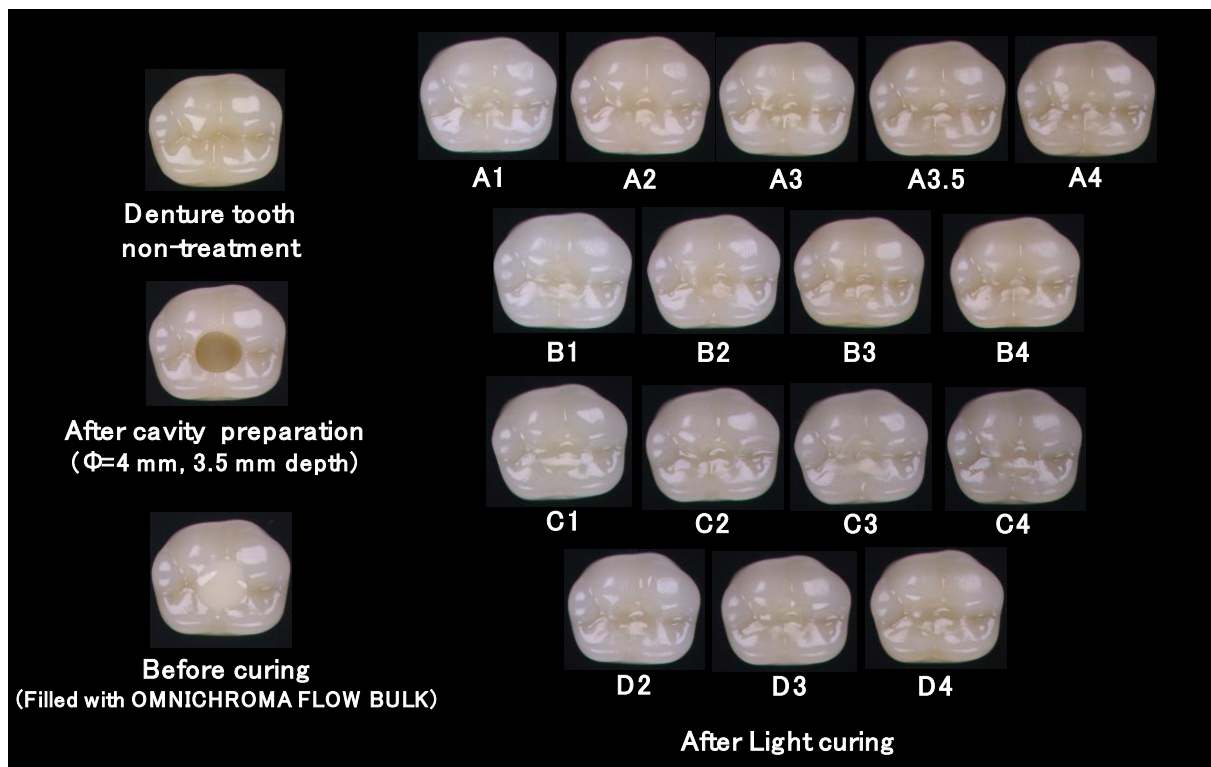 Denture tooth
non-treatment
After cavity preparation
(Φ=4 mm, 3.5 mm depth)
Before curing
(Filled with OMNICHROMA FLOW BULK)
A1 A2 A3 A3.5 A4
B1 B2 B3 B4
C1 C2 C3 C4
D2 D3 D4
After Light curing